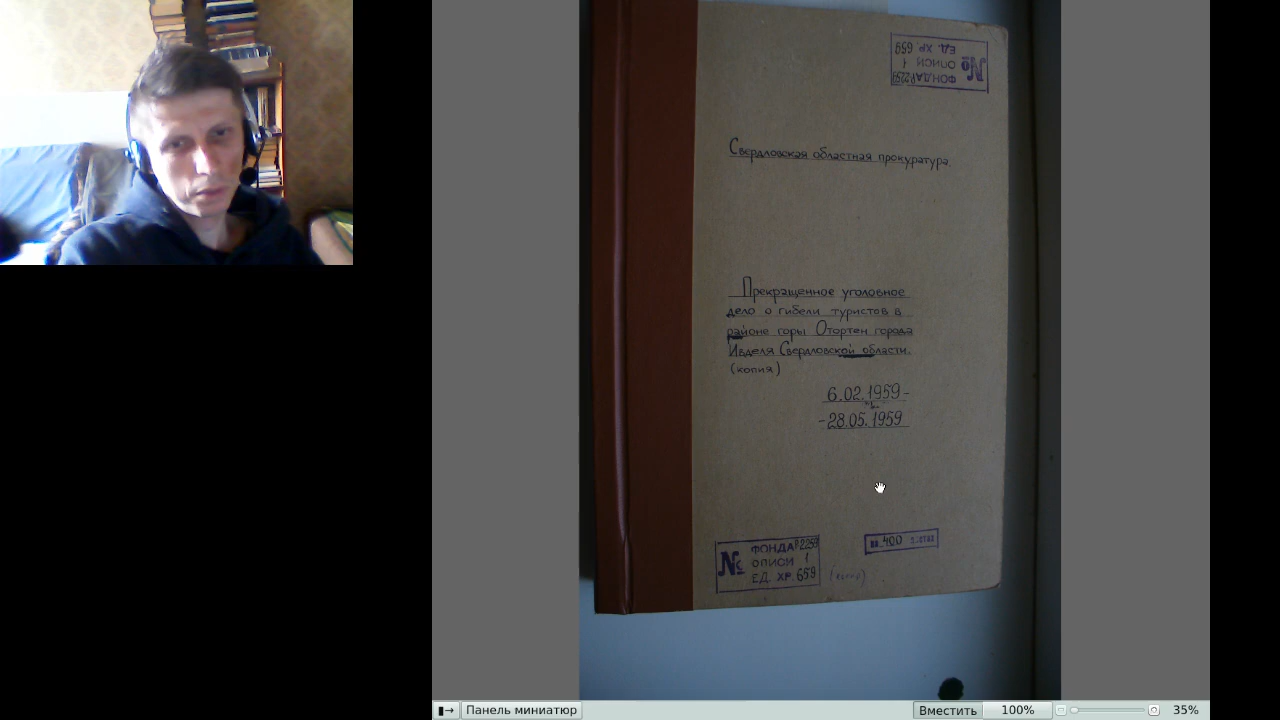 №
ФОНДА Р2259
ОПИСИ 1
ЕД. ХР. 659
Свердловская областная прокуратура
Прекращенное уголовное
дело о гибели туристов в
районе горы Отортен города
Ивделя Свердловской области.
(копия)
6.02.1959-
-28.05.1959
№
ФОНДА Р2259
ОПИСИ 1
ЕД. ХР. 659
(копия)
на 400
Панель миниатюр
Вместить
100%
35%